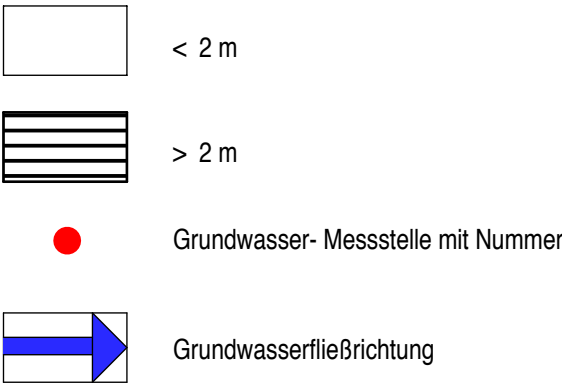 < 2 m
> 2 m
Grundwasser- Messstelle mit Nummer
Grundwasserfließrichtung